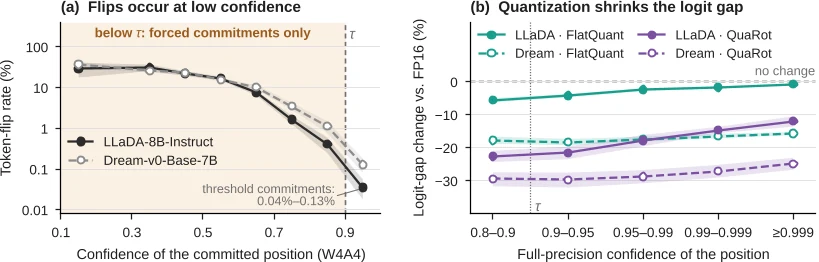 (a) Flips occur at low confidence
below τ: forced commitments only
τ
Token-flip rate (%)
100
10
1
0.1
0.01
LLaDA-8B-Instruct
Dream-v0-Base-7B
threshold commitments:
0.04%–0.13%
0.1 0.3 0.5 0.7 0.9
Confidence of the committed position (W4A4)
(b) Quantization shrinks the logit gap
LLaDA · FlatQuant LLaDA · QuaRot
Dream · FlatQuant Dream · QuaRot
no change
Logit-gap change vs. FP16 (%)
0
−10
−20
−30
τ
0.8–0.9 0.9–0.95 0.95–0.99 0.99–0.999 ≥0.999
Full-precision confidence of the position